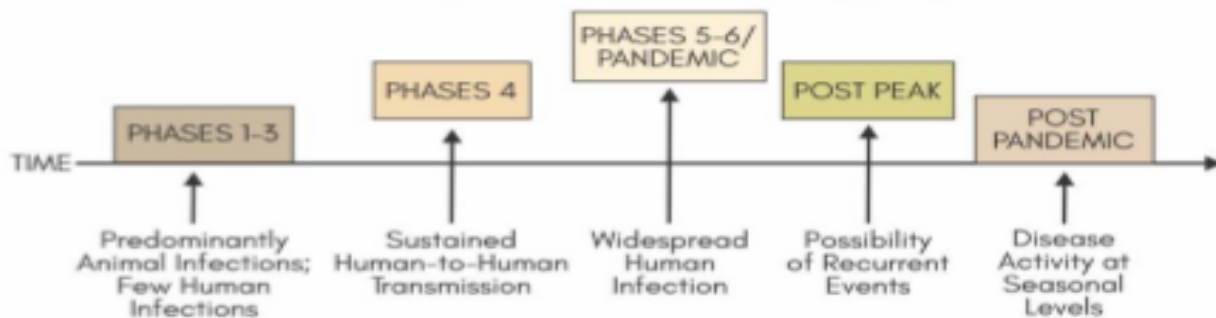 PHASES 5-6/
PANDEMIC
PHASES 4
POST PEAK
PHASES 1-3
POST
PANDEMIC
TIME
Predominantly
Animal Infections;
Few Human
Infections
Sustained
Human-to-Human
Transmission
Widespread
Human
Infection
Possibility
of Recurrent
Events
Disease
Activity at
Seasonal
Levels